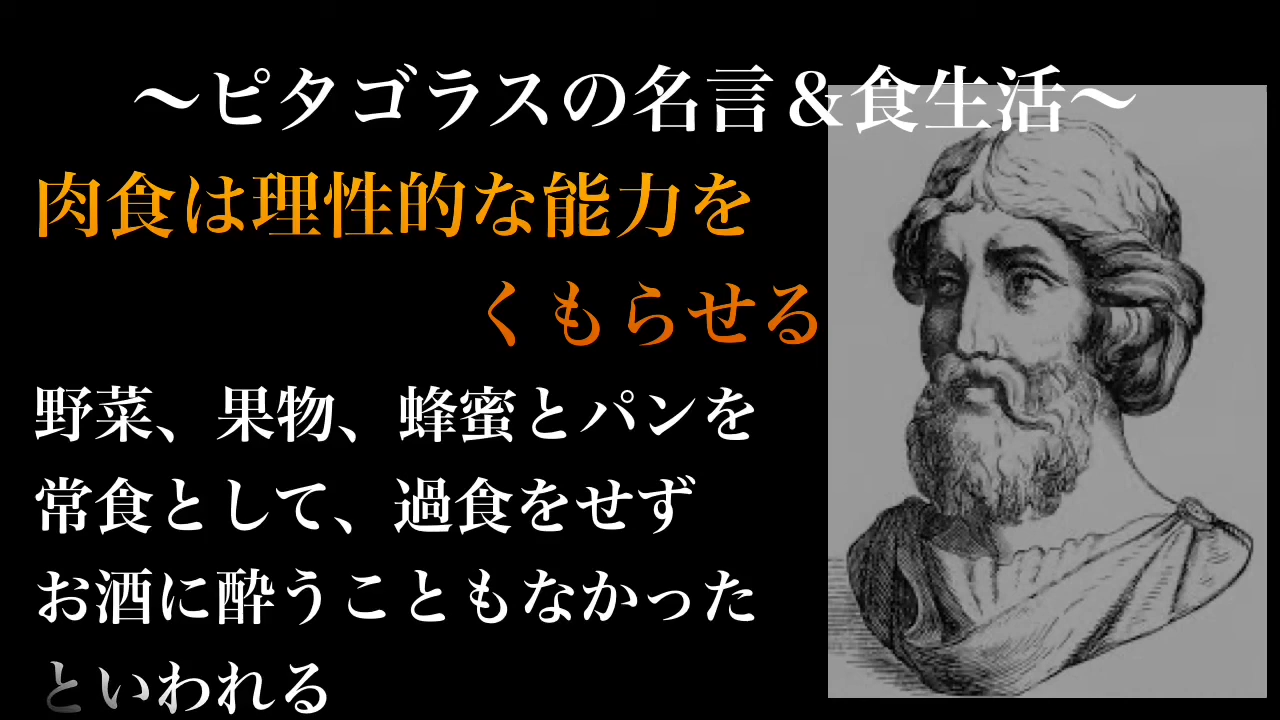 〜ピタゴラスの名言＆食生活〜
肉食は理性的な能力を
くもらせる
野菜、果物、蜂蜜とパンを
常食として、過食をせず
お酒に酔うこともなかった
といわれる